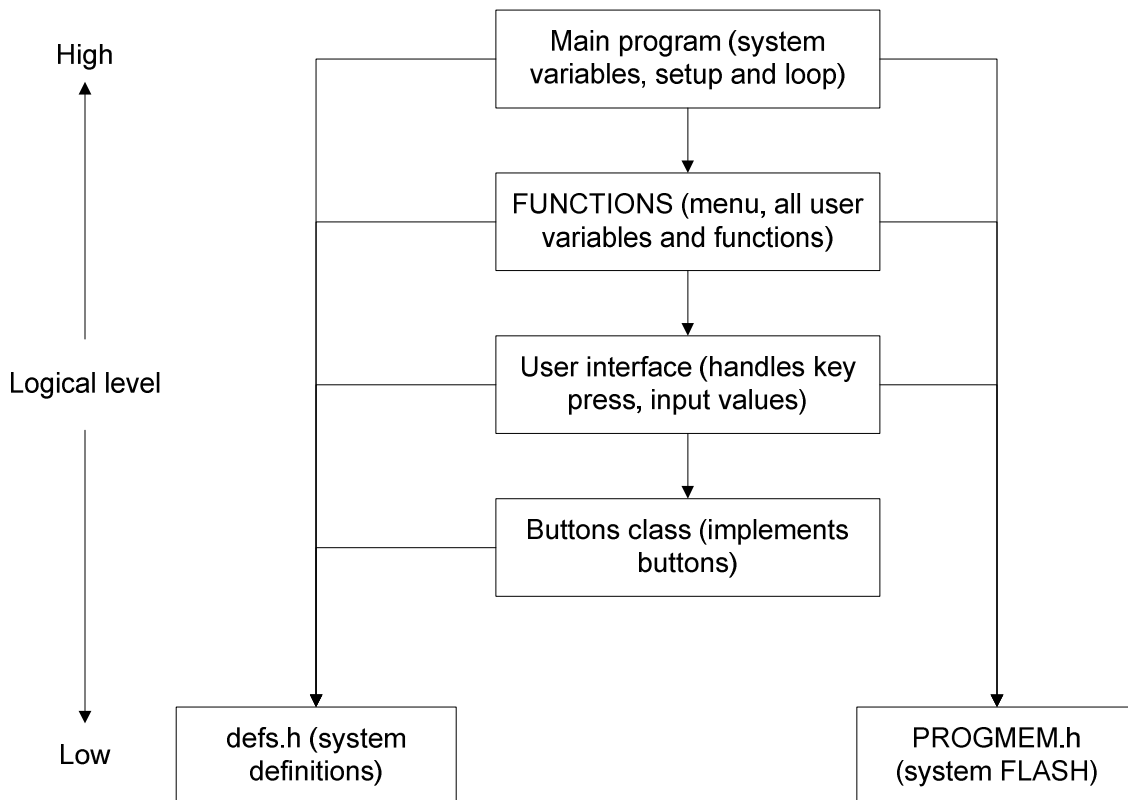 High
Main program (system
variables, setup and loop)
FUNCTIONS (menu, all user
variables and functions)
User interface (handles key
press, input values)
Logical level
Buttons class (implements
buttons)
defs.h (system
definitions)
PROGMEM.h
(system FLASH)
Low